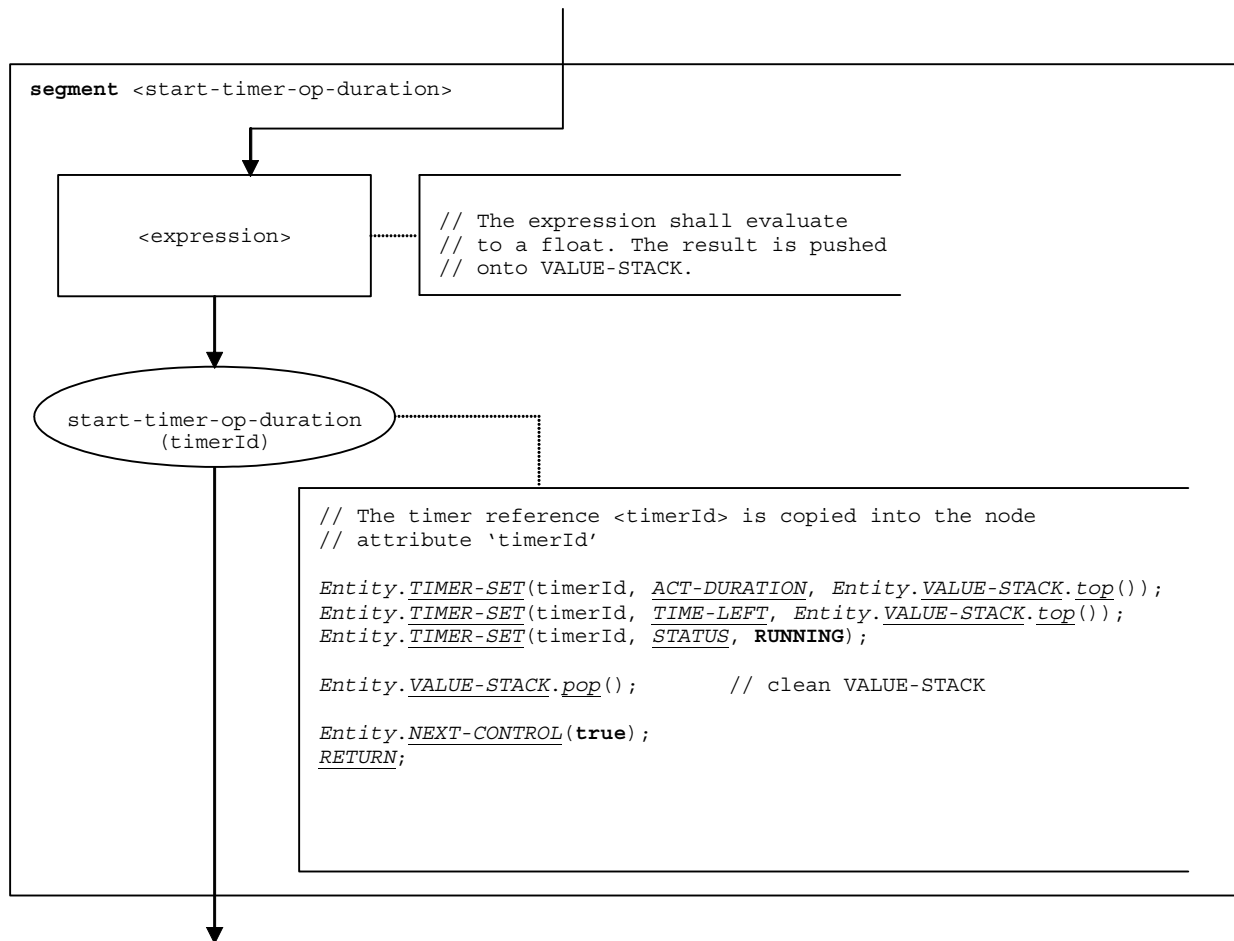 segment <start-timer-op-duration>
<expression>
// The expression shall evaluate
// to a float. The result is pushed
// onto VALUE-STACK.
start-timer-op-duration
(timerId)
// The timer reference <timerId> is copied into the node
// attribute ‘timerId’
Entity.TIMER-SET(timerId, ACT-DURATION, Entity.VALUE-STACK.top());
Entity.TIMER-SET(timerId, TIME-LEFT, Entity.VALUE-STACK.top());
Entity.TIMER-SET(timerId, STATUS, RUNNING);
Entity.VALUE-STACK.pop(); // clean VALUE-STACK
Entity.NEXT-CONTROL(true);
RETURN;